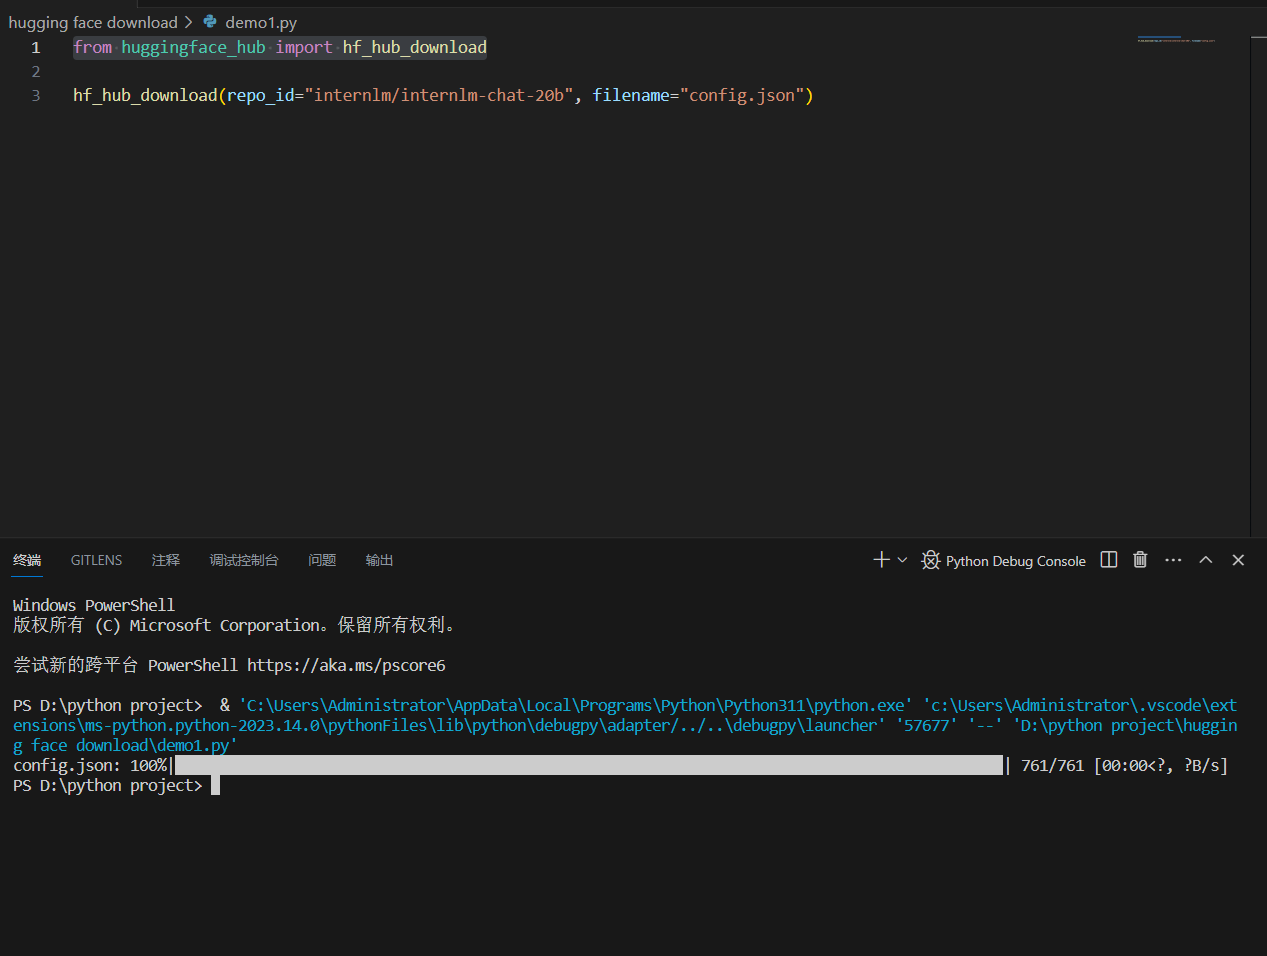 hugging face download > demo1.py
1 from huggingface_hub import hf_hub_download
2
3 hf_hub_download(repo_id="internlm/internlm-chat-20b", filename="config.json")
终端 GITLENS 注释 调试控制台 问题 输出 Python Debug Console
Windows PowerShell
版权所有 (C) Microsoft Corporation。保留所有权利。
尝试新的跨平台 PowerShell https://aka.ms/pscore6
PS D:\python project>  & 'C:\Users\Administrator\AppData\Local\Programs\Python\Python311\python.exe' 'c:\Users\Administrator\.vscode\ext
ensions\ms-python.python-2023.14.0\pythonFiles\lib\python\debugpy\adapter/../..\debugpy\launcher' '57677' '--' 'D:\python project\huggin
g face download\demo1.py'
config.json: 100%| | 761/761 [00:00<?, ?B/s]
PS D:\python project>